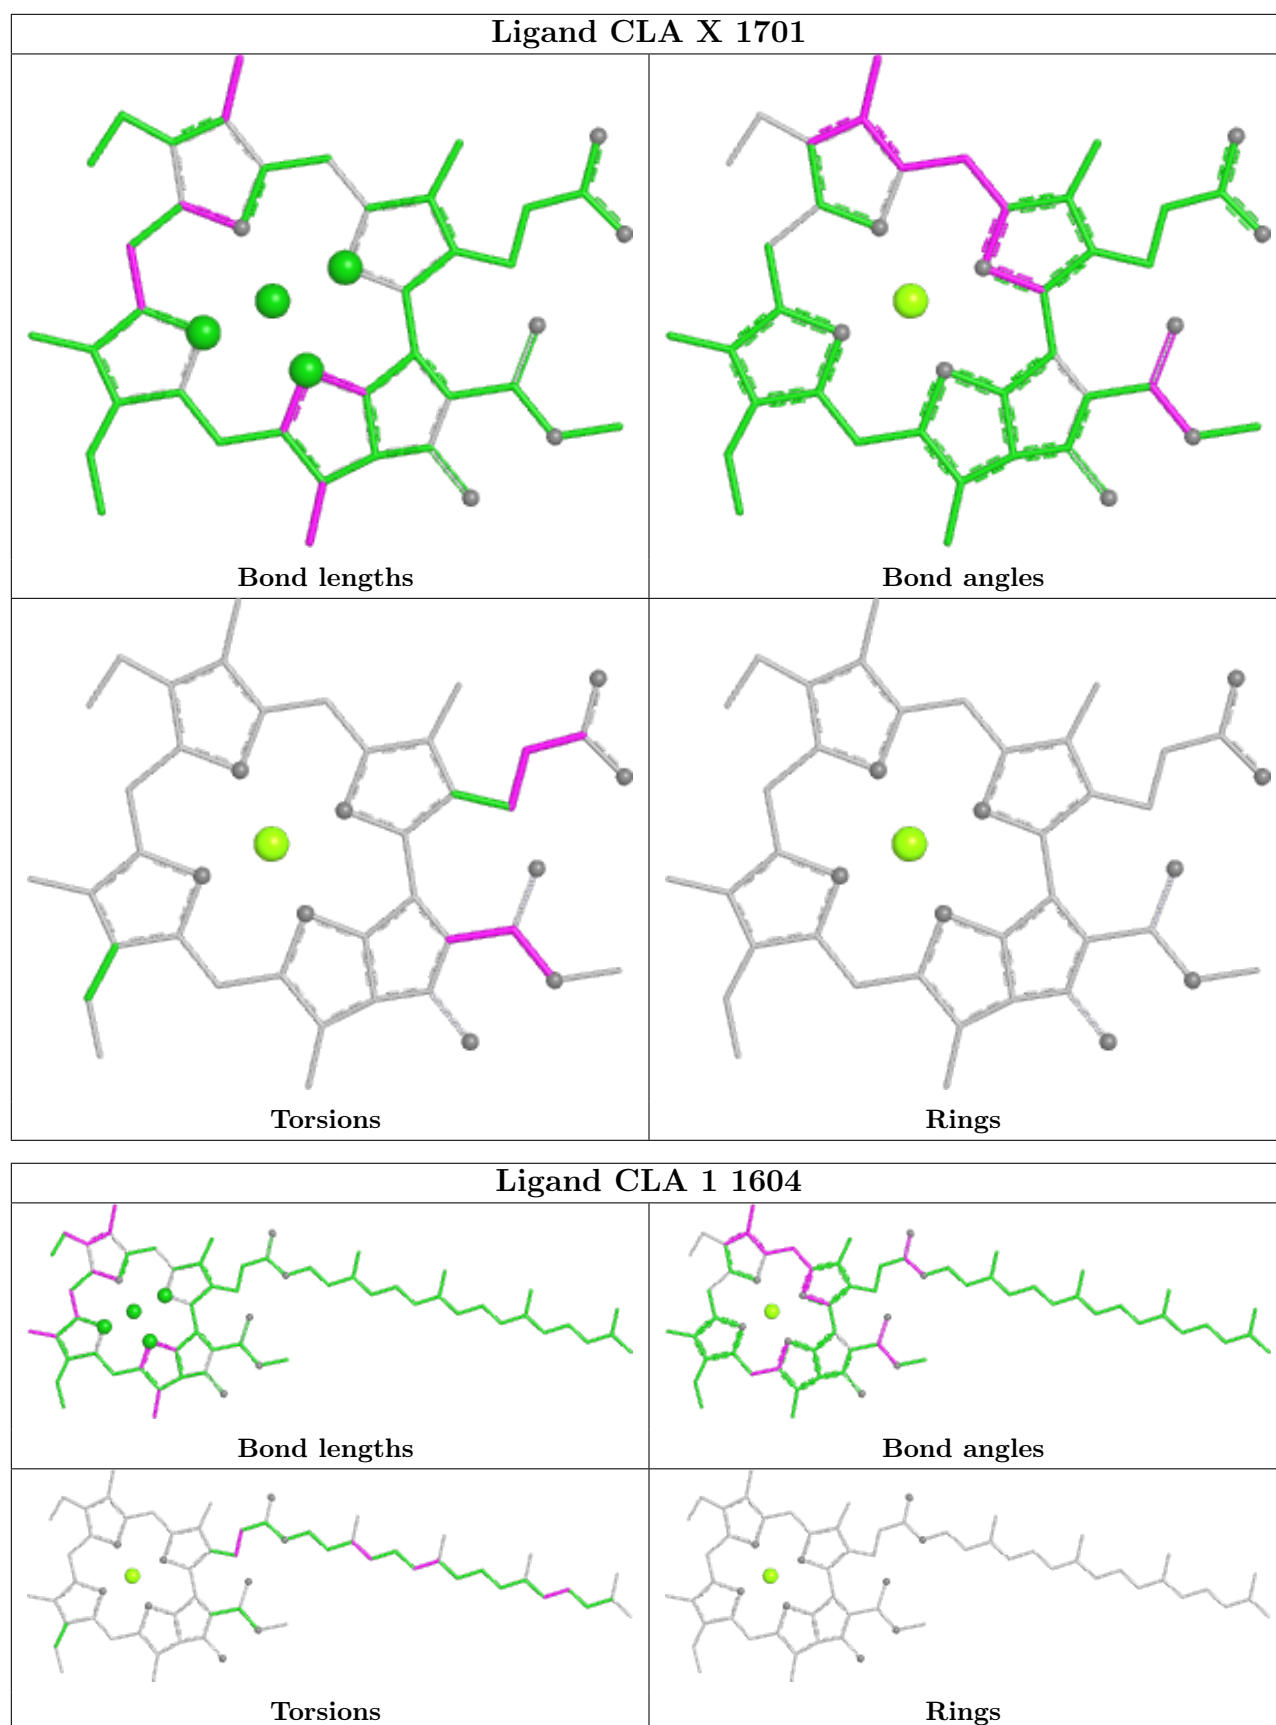 Ligand CLA X 1701
Bond lengths
Bond angles
Torsions
Rings
Ligand CLA 1 1604
Bond lengths
Bond angles
Torsions
Rings